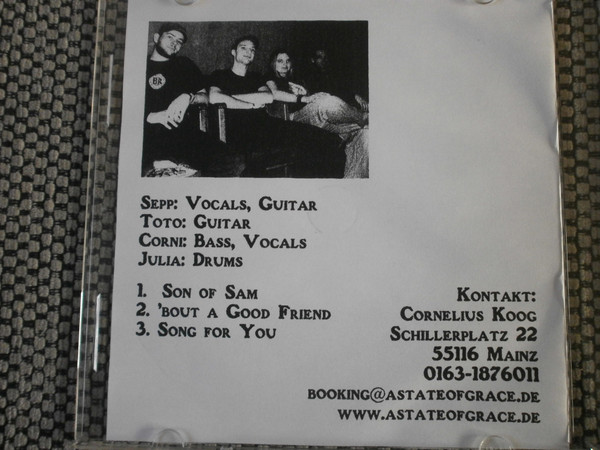 BR
Sepp: Vocals, Guitar
Toto: Guitar
Corni: Bass, Vocals
Julia: Drums
1. Son of Sam
2. 'bout a Good Friend
3. Song for You
Kontakt:
Cornelius Koog
Schillerplatz 22
55116 Mainz
0163-1876011
booking@astateofgrace.de
www.astateofgrace.de